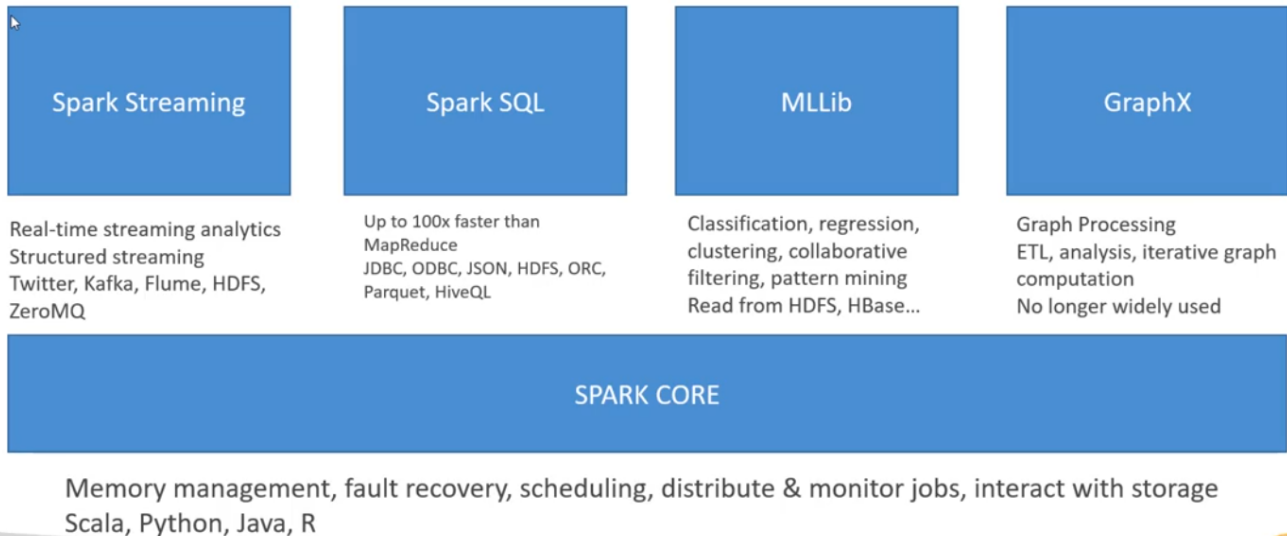 Spark Streaming
Spark SQL
MLLib
GraphX
Real-time streaming analytics
Structured streaming
Twitter, Kafka, Flume, HDFS,
ZeroMQ
Up to 100x faster than
MapReduce
JDBC, ODBC, JSON, HDFS, ORC,
Parquet, HiveQL
Classification, regression,
clustering, collaborative
filtering, pattern mining
Read from HDFS, HBase...
Graph Processing
ETL, analysis, iterative graph
computation
No longer widely used
SPARK CORE
Memory management, fault recovery, scheduling, distribute & monitor jobs, interact with storage
Scala, Python, Java, R